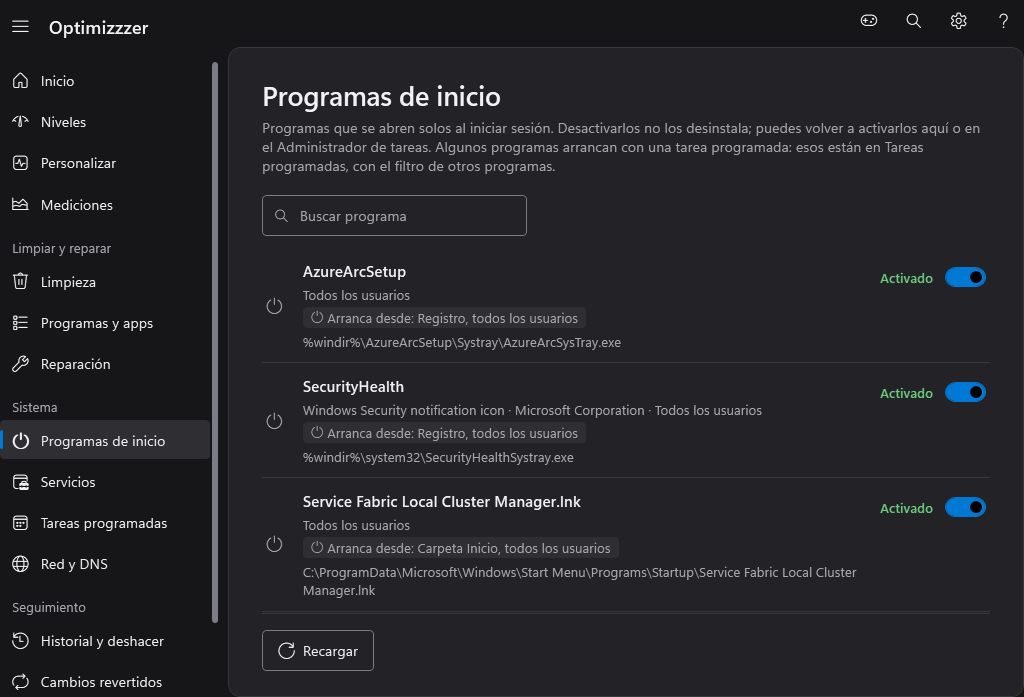 Optimizzzer
Inicio
Niveles
Personalizar
Mediciones
Limpiar y reparar
Limpieza
Programas y apps
Reparación
Sistema
Programas de inicio
Servicios
Tareas programadas
Red y DNS
Seguimiento
Historial y deshacer
Cambios revertidos
?
Programas de inicio
Programas que se abren solos al iniciar sesión. Desactivarlos no los desinstala; puedes volver a activarlos aquí o en
el Administrador de tareas. Algunos programas arrancan con una tarea programada: esos están en Tareas
programadas, con el filtro de otros programas.
Buscar programa
AzureArcSetup
Todos los usuarios
Arranca desde: Registro, todos los usuarios
%windir%\AzureArcSetup\Systray\AzureArcSysTray.exe
Activado
SecurityHealth
Windows Security notification icon · Microsoft Corporation · Todos los usuarios
Arranca desde: Registro, todos los usuarios
%windir%\system32\SecurityHealthSystray.exe
Activado
Service Fabric Local Cluster Manager.lnk
Todos los usuarios
Arranca desde: Carpeta Inicio, todos los usuarios
C:\ProgramData\Microsoft\Windows\Start Menu\Programs\Startup\Service Fabric Local Cluster
Manager.lnk
Activado
Recargar